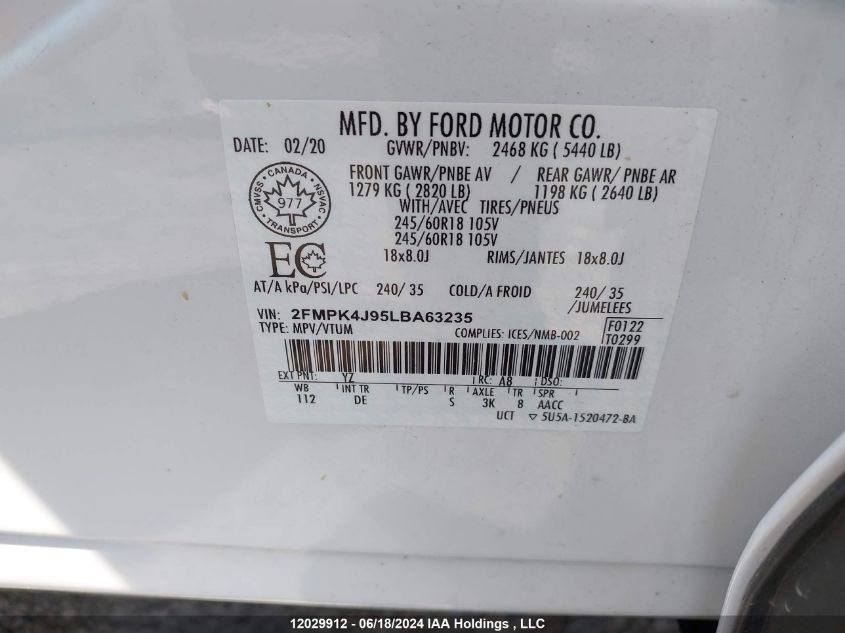 MFD. BY FORD MOTOR CO.
DATE: 02/20 GVWR/PNBV: 2468 KG ( 5440 LB)
FRONT GAWR/PNBE AV / REAR GAWR/ PNBE AR
1279 KG ( 2820 LB) 1198 KG ( 2640 LB)
WITH/AVEC TIRES/PNEUS
245/60R18 105V
245/60R18 105V
18x8.0J RIMS/JANTES 18x8.0J
CANADA
CMVSS NSVAC
977
TRANSPORT
EC
AT/A kPa/PSI/LPC 240/ 35 COLD/A FROID 240/ 35
/JUMELEES
VIN: 2FMPK4J95LBA63235
F0122
TYPE: MPV/VTUM COMPLIES: ICES/NMB-002 T0299
EXT PNT: YZ RC: A8 DSO:
WB INT TR TP/PS R AXLE TR SPR
112 DE S 3K 8 AACC
UCT ▽ 5U5A-1520472-BA
12029912 - 06/18/2024 IAA Holdings , LLC